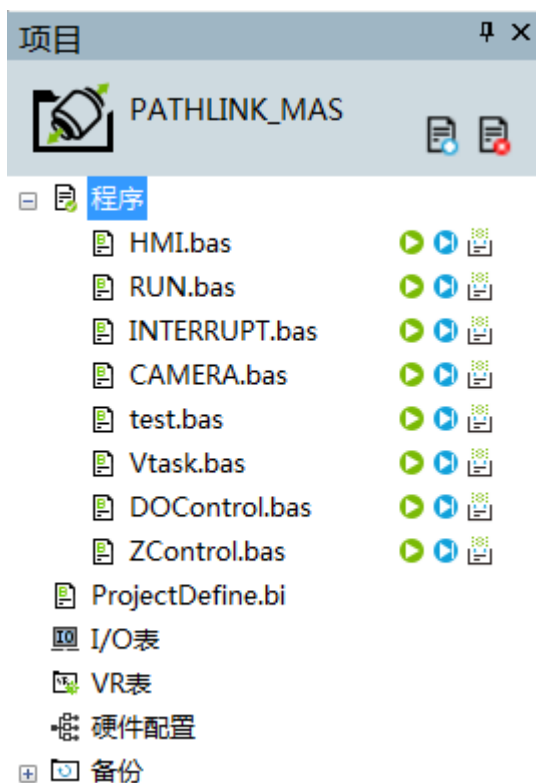 项目
PATHLINK_MAS
程序
HMI.bas
RUN.bas
INTERRUPT.bas
CAMERA.bas
test.bas
Vtask.bas
DOControl.bas
ZControl.bas
ProjectDefine.bi
I/O表
VR表
硬件配置
备份